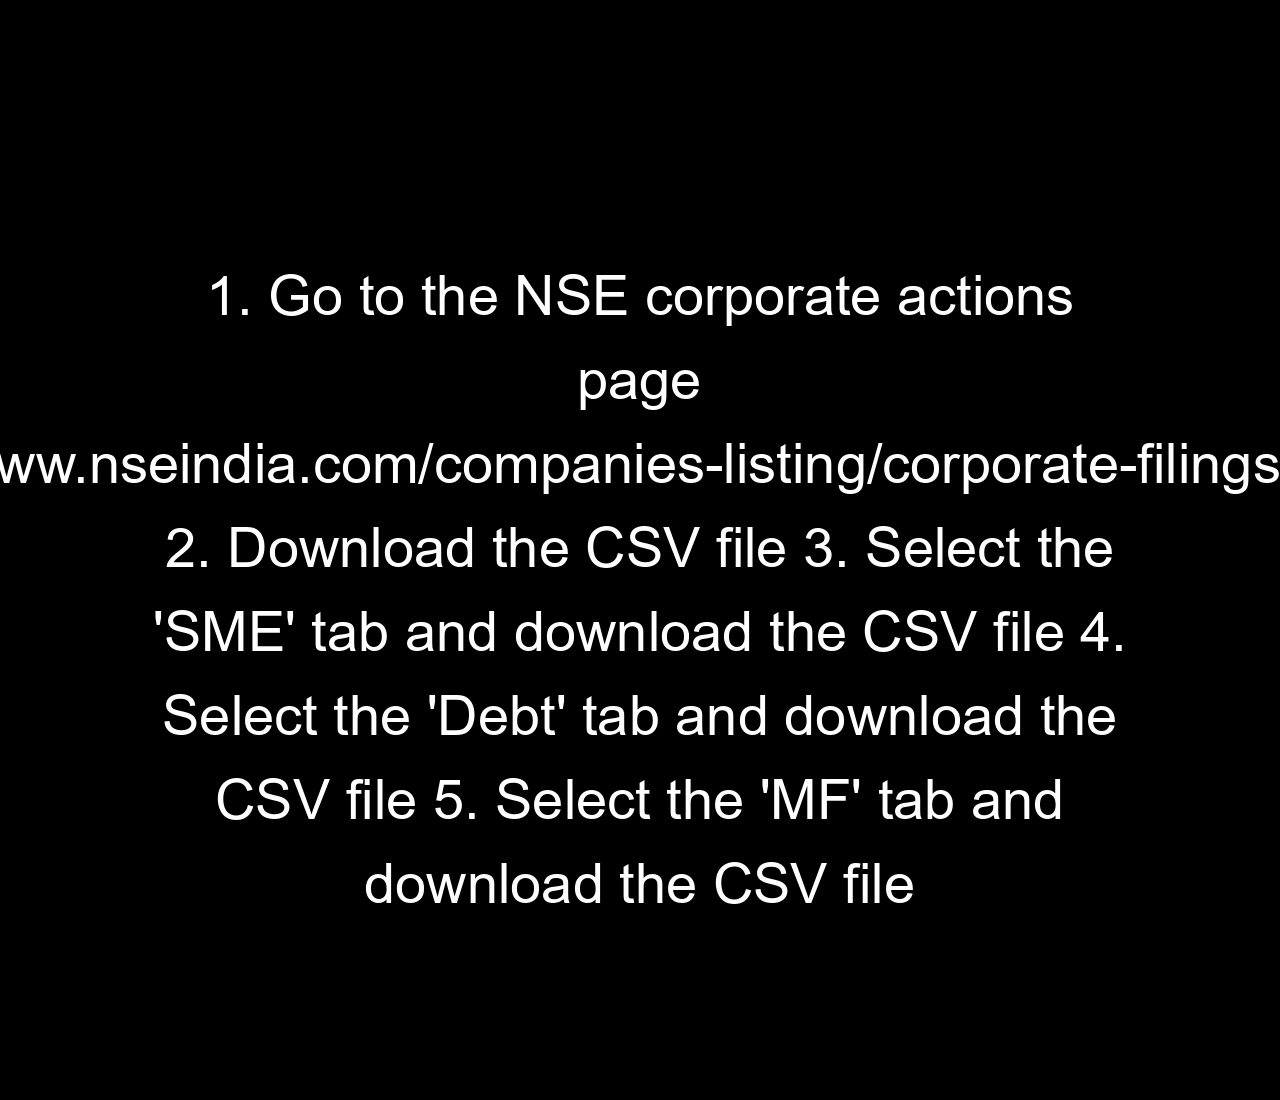 1. Go to the NSE corporate actions
page
ww.nseindia.com/companies-listing/corporate-filings
2. Download the CSV file 3. Select the
'SME' tab and download the CSV file 4.
Select the 'Debt' tab and download the
CSV file 5. Select the 'MF' tab and
download the CSV file